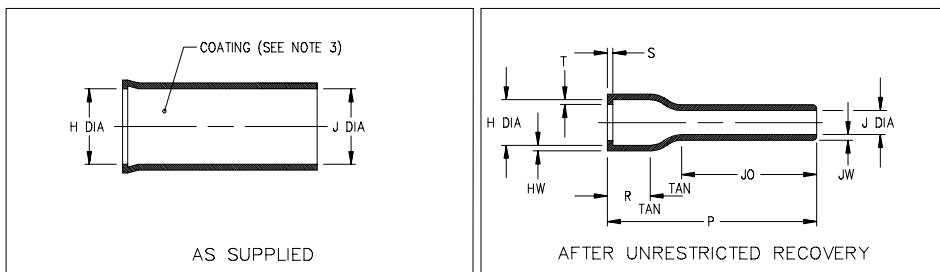 COATING (SEE NOTE 3)
H DIA
J DIA
AS SUPPLIED
T
S
H DIA
J DIA
HW
R
TAN
TAN
JO
JW
P
AFTER UNRESTRICTED RECOVERY